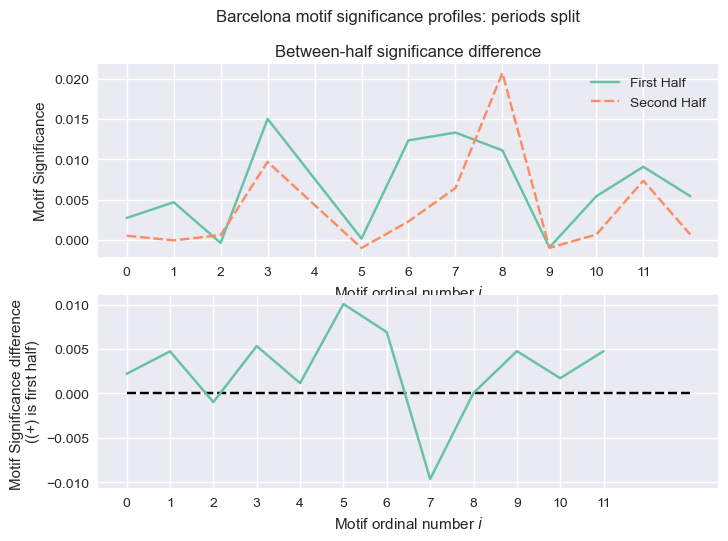 Barcelona motif significance profiles: periods split
Between-half significance difference
Motif Significance
0.020
0.015
0.010
0.005
0.000
First Half
Second Half
0 1 2 3 4 5 6 7 8 9 10 11
Motif ordinal number i
Motif Significance difference
((+) is first half)
0.010
0.005
0.000
−0.005
−0.010
0 1 2 3 4 5 6 7 8 9 10 11
Motif ordinal number i